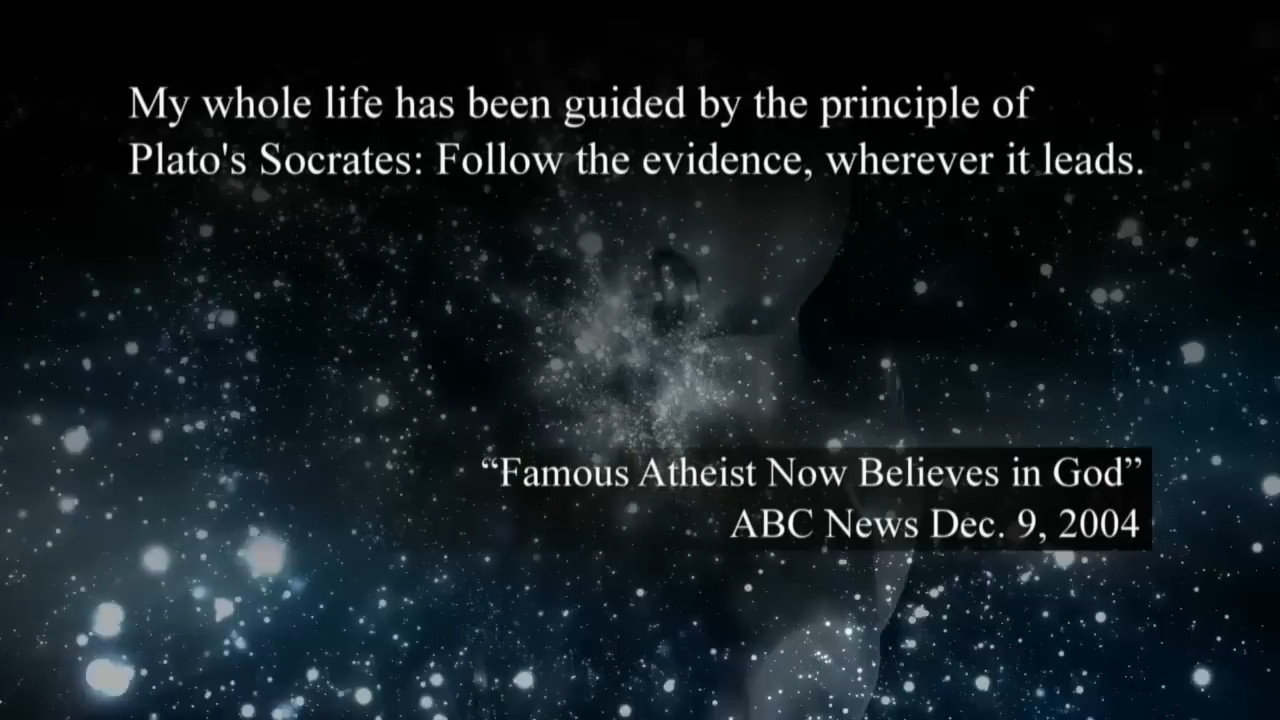 My whole life has been guided by the principle of
Plato's Socrates: Follow the evidence, wherever it leads.
“Famous Atheist Now Believes in God”
ABC News Dec. 9, 2004